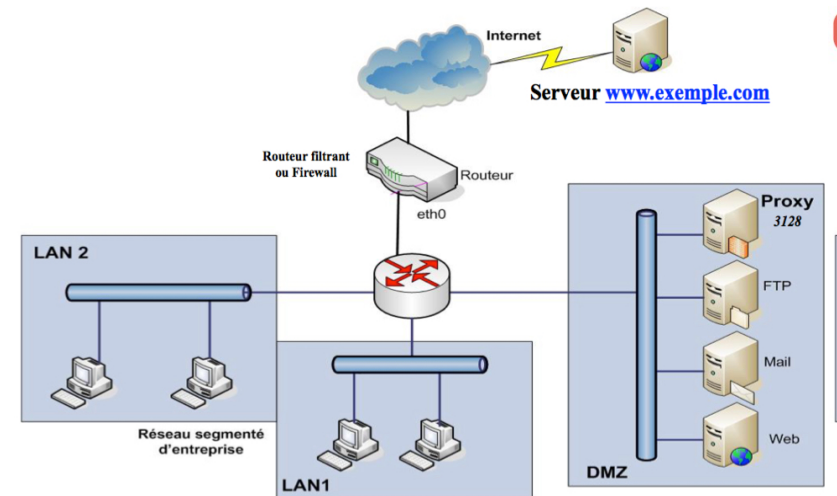 Internet
Serveur www.exemple.com
Routeur filtrant
ou Firewall
Routeur
eth0
LAN 2
Réseau segmenté
d'entreprise
LAN1
Proxy
3128
FTP
Mail
Web
DMZ